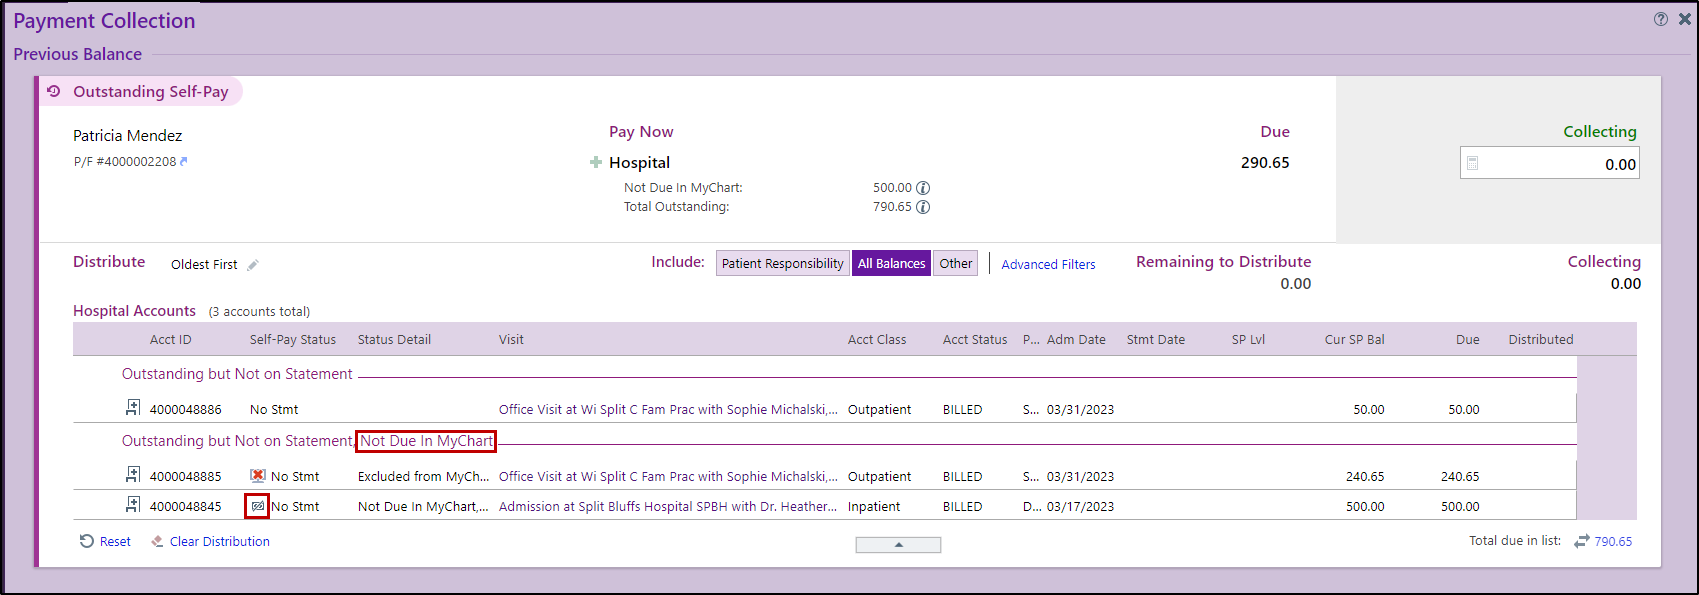 Payment Collection
Previous Balance
Outstanding Self-Pay
Patricia Mendez
P/F #4000002208
Pay Now Due
Hospital 290.65
Not Due In MyChart: 500.00
Total Outstanding: 790.65
Collecting
0.00
Distribute Oldest First
Include: Patient Responsibility All Balances Other Advanced Filters
Remaining to Distribute Collecting
0.00 0.00
Hospital Accounts (3 accounts total)
Acct ID Self-Pay Status Status Detail Visit Acct Class Acct Status P... Adm Date Stmt Date SP Lvl Cur SP Bal Due Distributed
Outstanding but Not on Statement
4000048886 No Stmt Office Visit at Wi Split C Fam Prac with Sophie Michalski,... Outpatient BILLED S... 03/31/2023 50.00 50.00
Outstanding but Not on Statement, Not Due In MyChart
4000048885 No Stmt Excluded from MyCh... Office Visit at Wi Split C Fam Prac with Sophie Michalski,... Outpatient BILLED S... 03/31/2023 240.65 240.65
4000048845 No Stmt Not Due In MyChart,... Admission at Split Bluffs Hospital SPBH with Dr. Heather... Inpatient BILLED D... 03/17/2023 500.00 500.00
Reset Clear Distribution Total due in list: 790.65